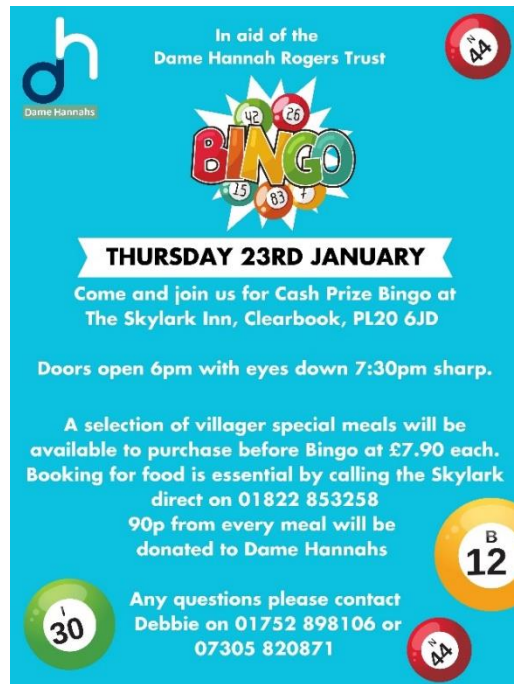 In aid of the
Dame Hannah Rogers Trust
dh
Dame Hannahs
N
44
42
26
BINGO
15
83
7
THURSDAY 23RD JANUARY
Come and join us for Cash Prize Bingo at
The Skylark Inn, Clearbook, PL20 6JD
Doors open 6pm with eyes down 7:30pm sharp.
A selection of villager special meals will be
available to purchase before Bingo at £7.90 each.
Booking for food is essential by calling the Skylark
direct on 01822 853258
90p from every meal will be
donated to Dame Hannahs
B
12
Any questions please contact
Debbie on 01752 898106 or
07305 820871
I
30
N
44